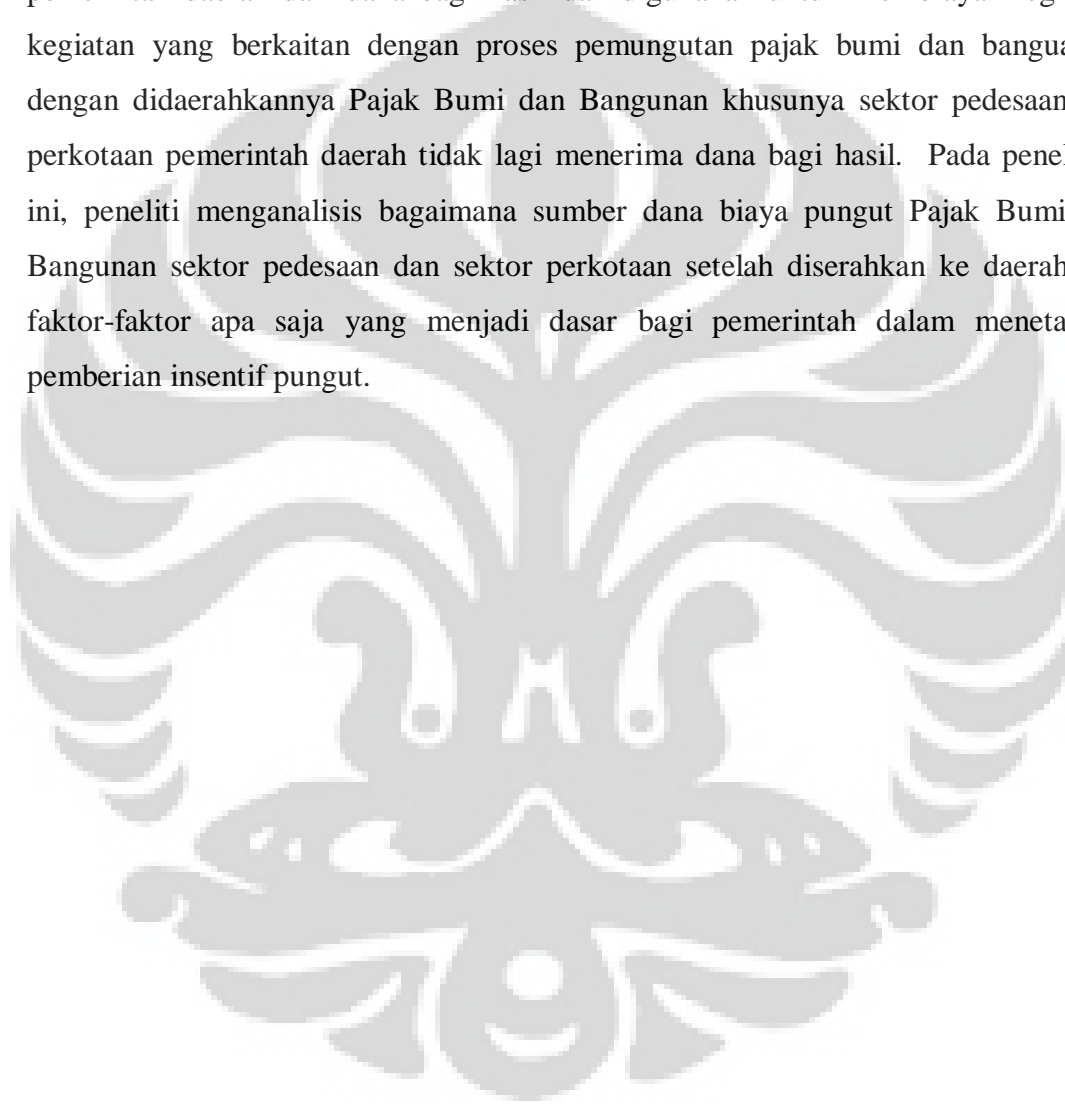 kegiatan yang berkaitan dengan proses pemungutan pajak bumi dan bangua
dengan didaerahkannya Pajak Bumi dan Bangunan khusunya sektor pedesaan
perkotaan pemerintah daerah tidak lagi menerima dana bagi hasil. Pada penel
ini, peneliti menganalisis bagaimana sumber dana biaya pungut Pajak Bumi
Bangunan sektor pedesaan dan sektor perkotaan setelah diserahkan ke daerah
faktor-faktor apa saja yang menjadi dasar bagi pemerintah dalam meneta
pemberian insentif pungut.